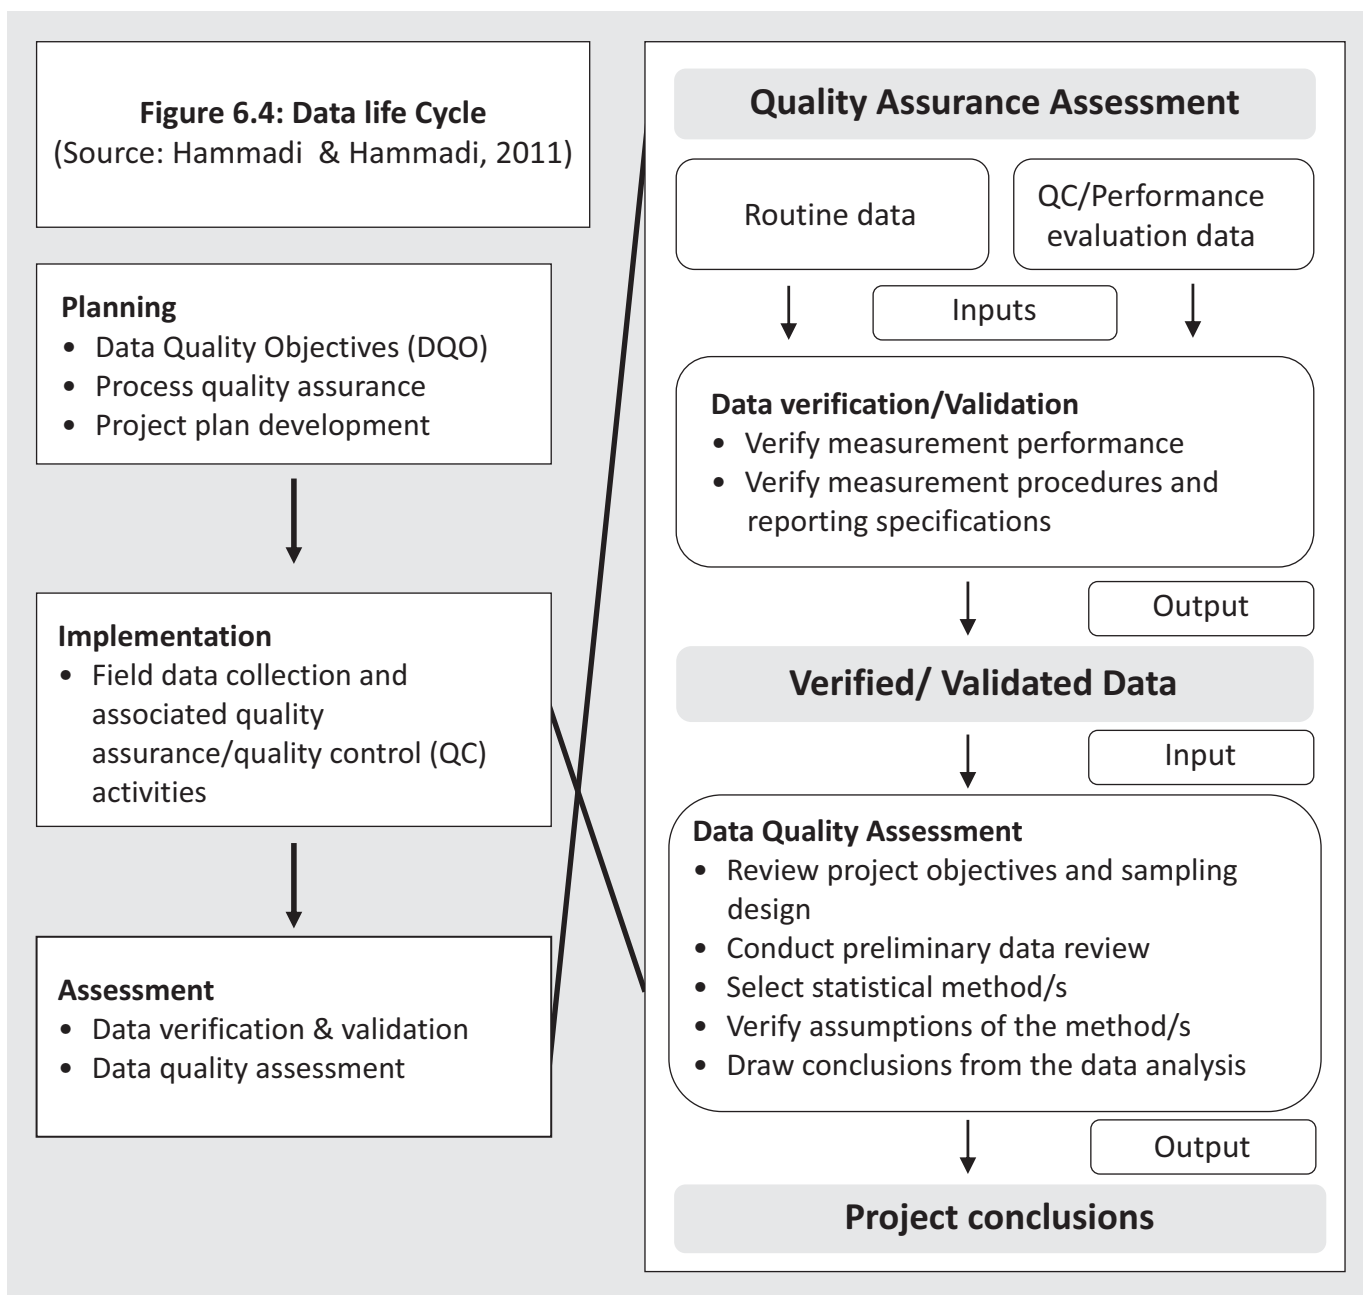 Figure 6.4: Data life Cycle
(Source: Hammadi & Hammadi, 2011)
Planning
• Data Quality Objectives (DQO)
• Process quality assurance
• Project plan development
Implementation
• Field data collection and
associated quality
assurance/quality control (QC)
activities
Assessment
• Data verification & validation
• Data quality assessment
Quality Assurance Assessment
Routine data
QC/Performance
evaluation data
Inputs
Data verification/Validation
• Verify measurement performance
• Verify measurement procedures and
reporting specifications
Output
Verified/ Validated Data
Input
Data Quality Assessment
• Review project objectives and sampling
design
• Conduct preliminary data review
• Select statistical method/s
• Verify assumptions of the method/s
• Draw conclusions from the data analysis
Output
Project conclusions